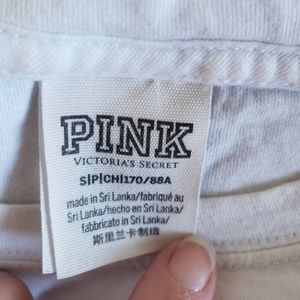 PINK
VICTORIA'S SECRET
S|P|CH|170/88A
made in
Sri Lanka/fabriqué au
Sri Lanka/hecho en Sri Lanka/
fabbricato in Sri Lanka/
斯里兰卡制造